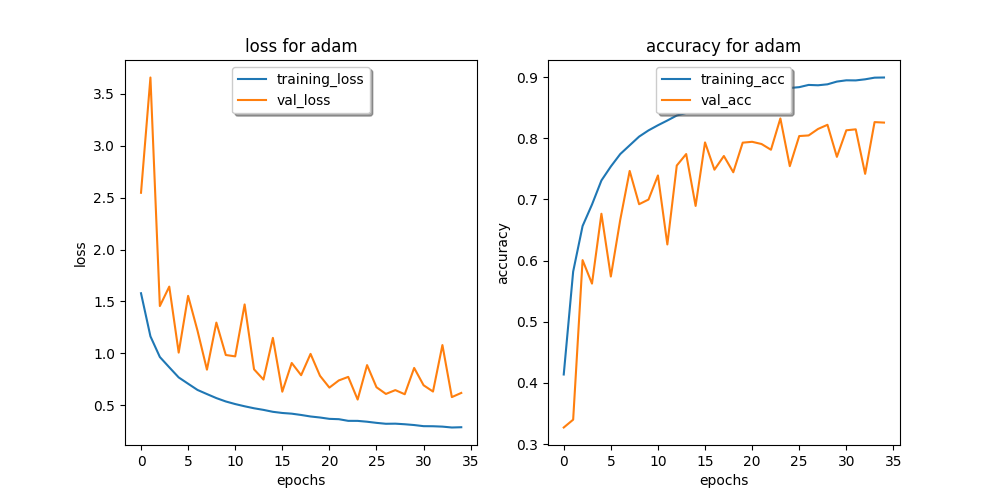 loss for adam
training_loss
val_loss
3.5
3.0
2.5
2.0
1.5
1.0
0.5
loss
0 5 10 15 20 25 30 35
epochs
accuracy for adam
training_acc
val_acc
0.9
0.8
0.7
0.6
0.5
0.4
0.3
accuracy
0 5 10 15 20 25 30 35
epochs